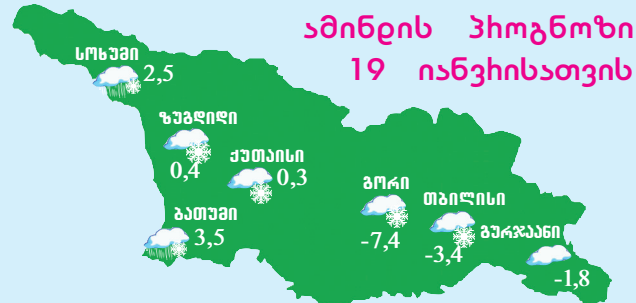 ამინდის პროგნოზი
19 იანვრისათვის
სოხუმი
2,5
ზუგდიდი
0,4
ქუთაისი
0,3
ბათუმი
3,5
გორი
-7,4
თბილისი
-3,4
გურჯაანი
-1,8